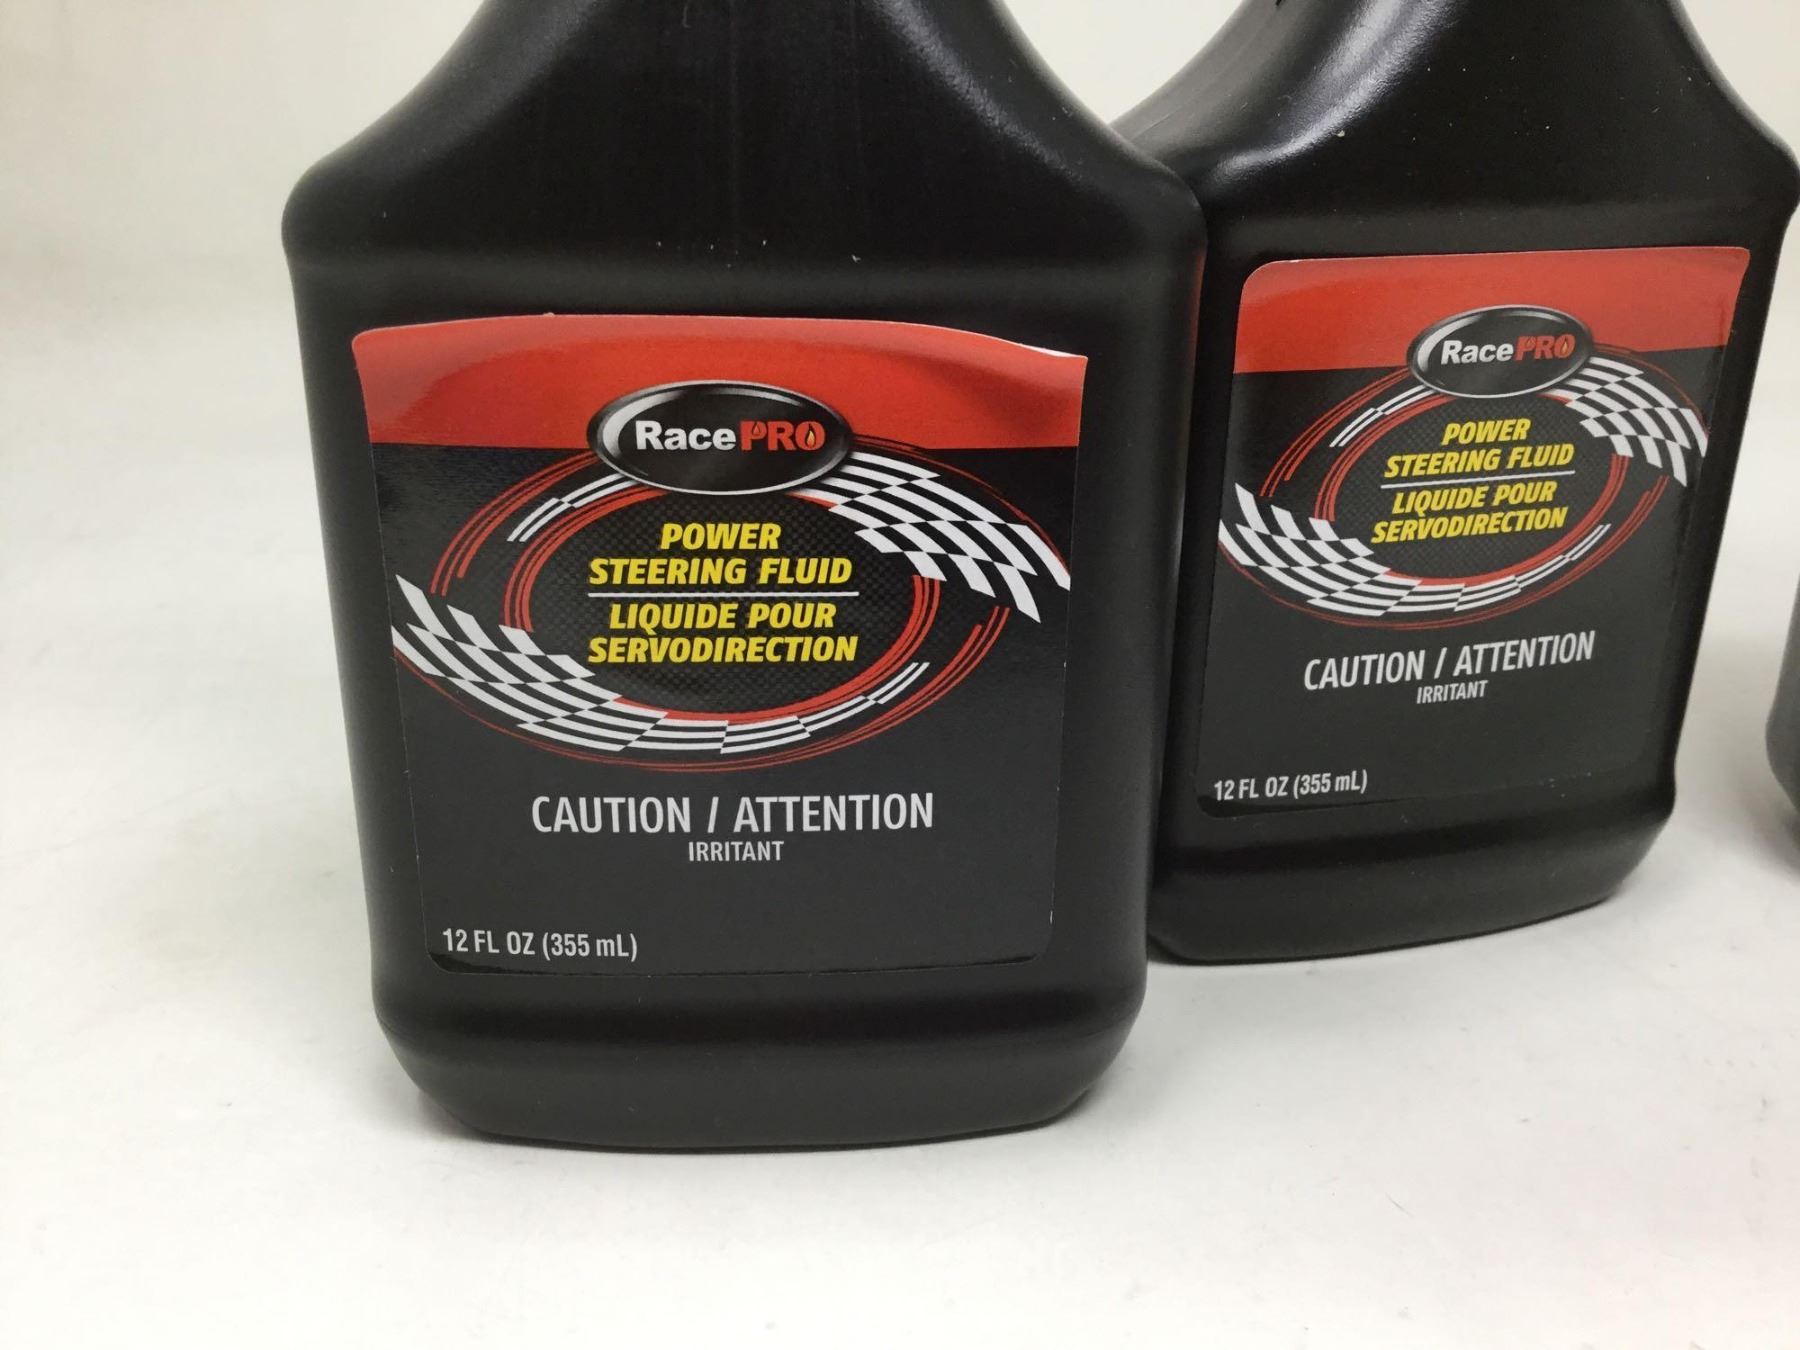 RacePRO
POWER
STEERING FLUID
LIQUIDE POUR
SERVODIRECTION
CAUTION / ATTENTION
IRRITANT
12 FL OZ (355 mL)
RacePRO
POWER
STEERING FLUID
LIQUIDE POUR
SERVODIRECTION
CAUTION / ATTENTION
IRRITANT
12 FL OZ (355 mL)